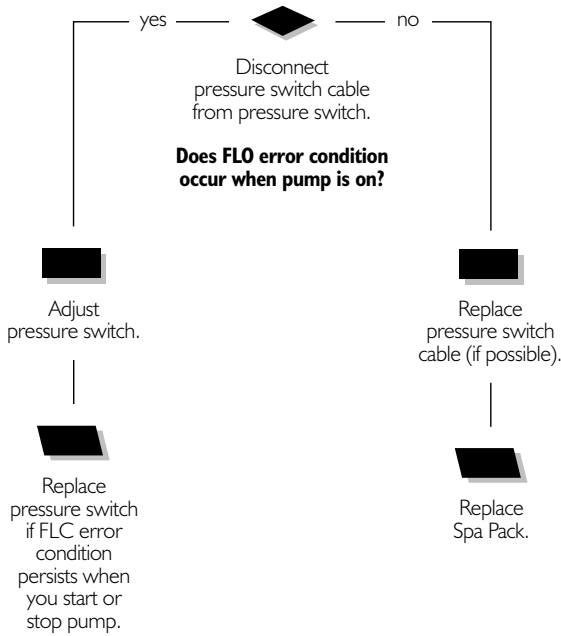 yes
no
Disconnect
pressure switch cable
from pressure switch.
Does FLO error condition
occur when pump is on?
Adjust
pressure switch.
Replace
pressure switch
if FLC error
condition
persists when
you start or
stop pump.
Replace
pressure switch
cable (if possible).
Replace
Spa Pack.